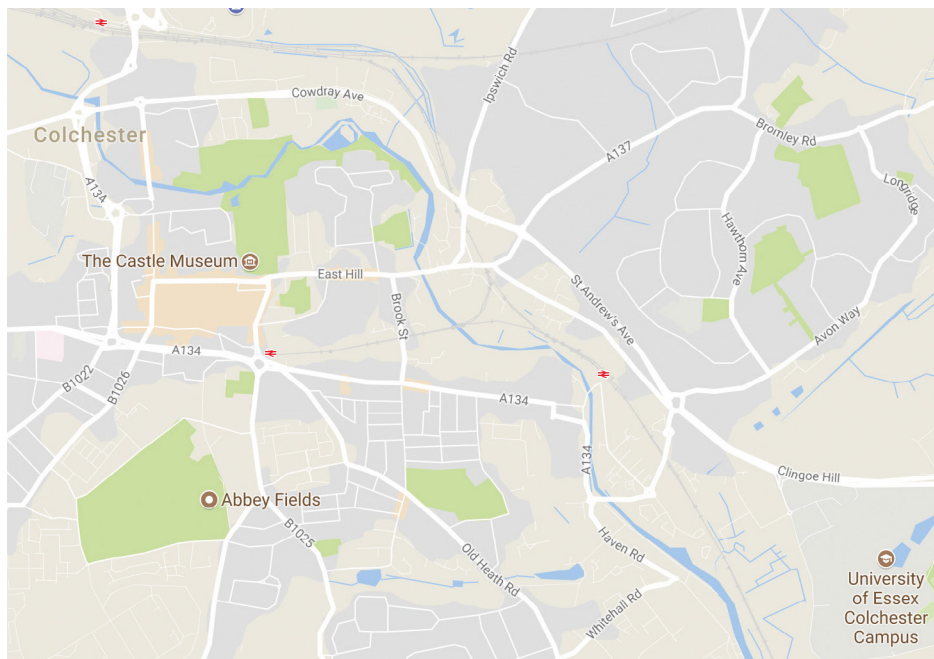 Ipswich Rd
Cowdray Ave
Colchester
Bromley Rd
A137
A134
Longridge
Hawthorn Ave
The Castle Museum
East Hill
St Andrew's Ave
Brook St
Avon Way
A134
B1022
B1026
A134
A134
Clingoe Hill
Abbey Fields
B1025
Old Heath Rd
Haven Rd
Whitehall Rd
University
of Essex
Colchester
Campus